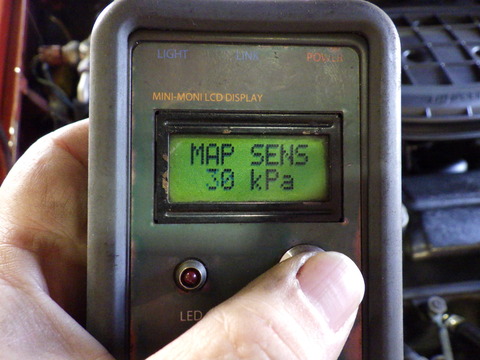 LIGHT LINK POWER
MINI-MONI LCD DISPLAY
MAP SENS
30 kPa
LED